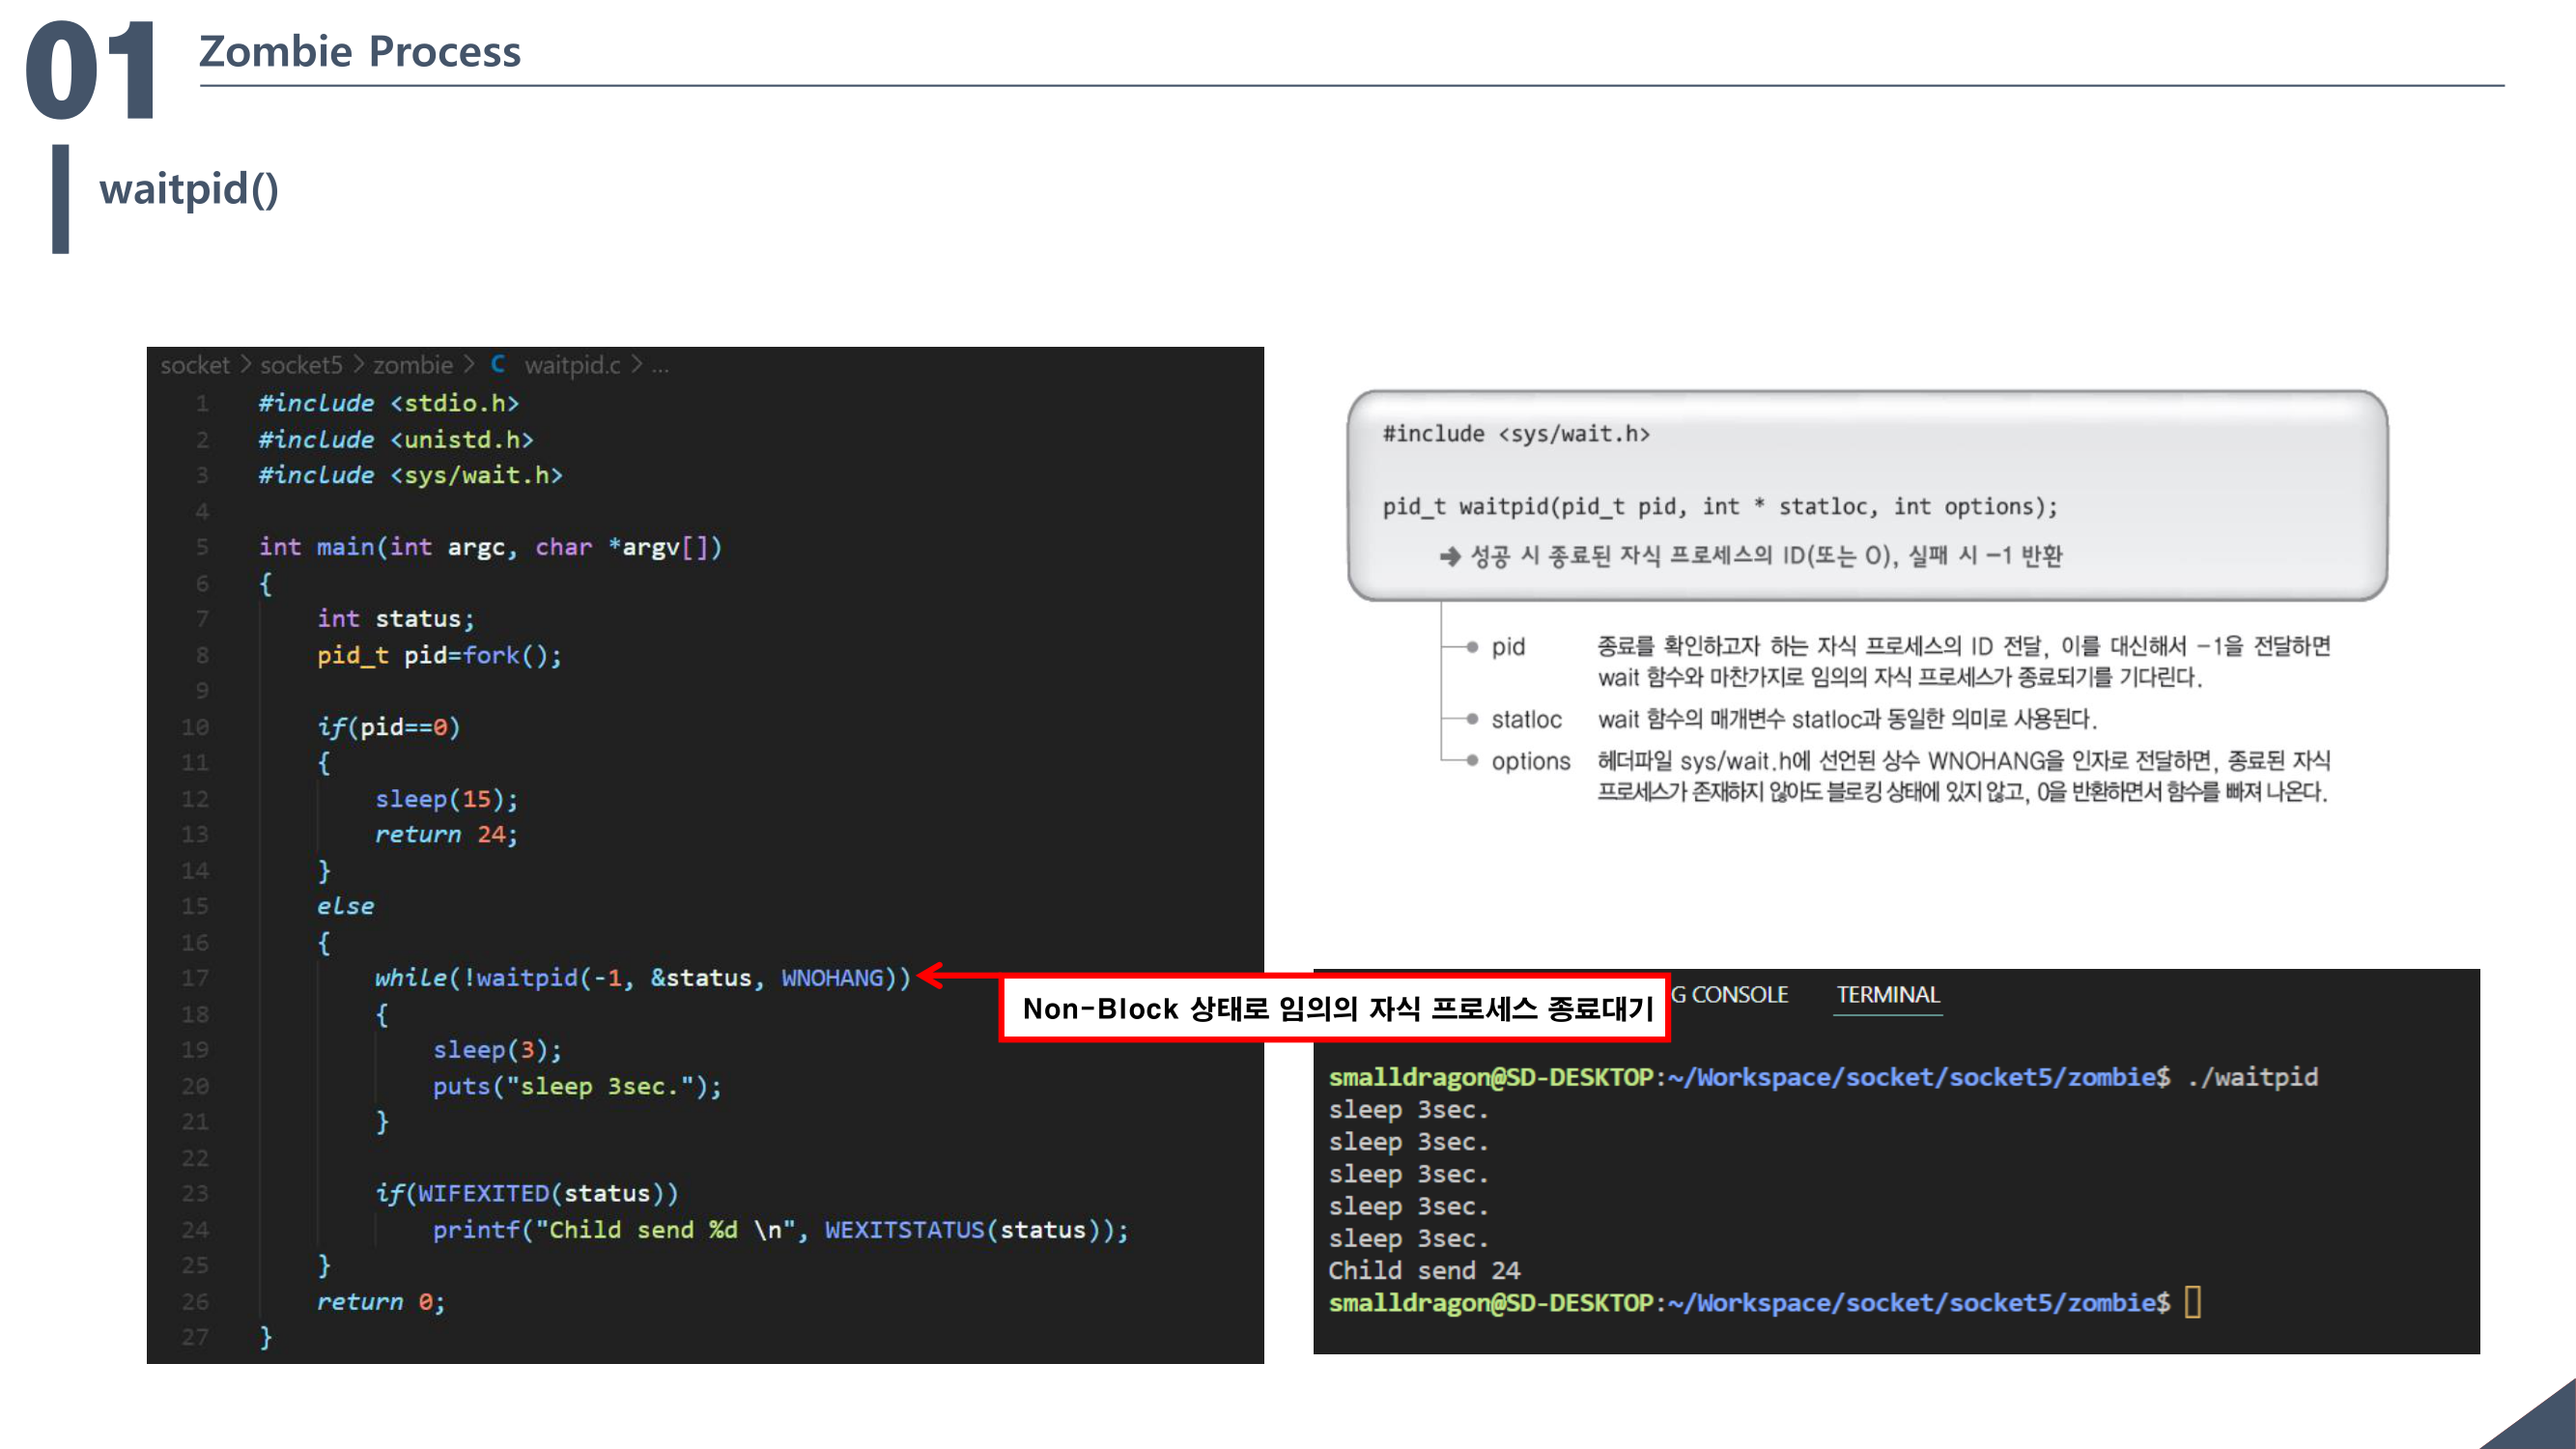 01
Zombie Process
waitpid()
socket > socket5 > zombie > C waitpid.c > ...
1 #include <stdio.h>
2 #include <unistd.h>
3 #include <sys/wait.h>
4
5 int main(int argc, char *argv[])
6 {
7 int status;
8 pid_t pid=fork();
9
10 if(pid==0)
11 {
12 sleep(15);
13 return 24;
14 }
15 else
16 {
17 while(!waitpid(-1, &status, WNOHANG))
18 {
19 sleep(3);
20 puts("sleep 3sec.");
21 }
22
23 if(WIFEXITED(status))
24 printf("Child send %d \n", WEXITSTATUS(status));
25 }
26 return 0;
27 }
#include <sys/wait.h>
pid_t waitpid(pid_t pid, int * statloc, int options);
➔ 성공 시 종료된 자식 프로세스의 ID(또는 0), 실패 시 -1 반환
pid 종료를 확인하고자 하는 자식 프로세스의 ID 전달, 이를 대신해서 -1을 전달하면
wait 함수와 마찬가지로 임의의 자식 프로세스가 종료되기를 기다린다.
statloc wait 함수의 매개변수 statloc과 동일한 의미로 사용된다.
options 헤더파일 sys/wait.h에 선언된 상수 WNOHANG을 인자로 전달하면, 종료된 자식
프로세스가 존재하지 않아도 블로킹 상태에 있지 않고, 0을 반환하면서 함수를 빠져 나온다.
Non-Block 상태로 임의의 자식 프로세스 종료대기
G CONSOLE TERMINAL
smalldragon@SD-DESKTOP:~/Workspace/socket/socket5/zombie$ ./waitpid
sleep 3sec.
sleep 3sec.
sleep 3sec.
sleep 3sec.
sleep 3sec.
Child send 24
smalldragon@SD-DESKTOP:~/Workspace/socket/socket5/zombie$